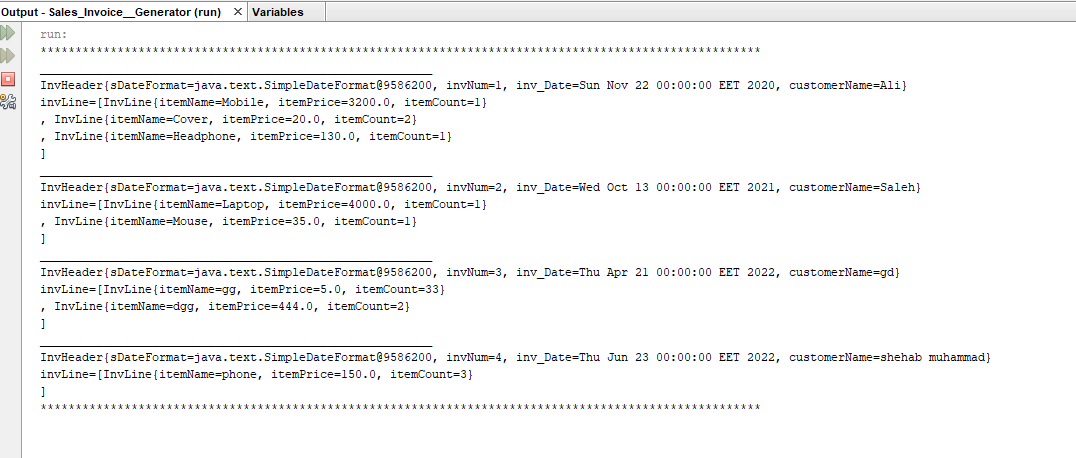 Output - Sales_Invoice__Generator (run) × Variables
run:
*******************************************************************************************************
________________________________________________________
InvHeader{sDateFormat=java.text.SimpleDateFormat@9586200, invNum=1, inv_Date=Sun Nov 22 00:00:00 EET 2020, customerName=Ali}
invLine=[InvLine{itemName=Mobile, itemPrice=3200.0, itemCount=1}
, InvLine{itemName=Cover, itemPrice=20.0, itemCount=2}
, InvLine{itemName=Headphone, itemPrice=130.0, itemCount=1}
]
________________________________________________________
InvHeader{sDateFormat=java.text.SimpleDateFormat@9586200, invNum=2, inv_Date=Wed Oct 13 00:00:00 EET 2021, customerName=Saleh}
invLine=[InvLine{itemName=Laptop, itemPrice=4000.0, itemCount=1}
, InvLine{itemName=Mouse, itemPrice=35.0, itemCount=1}
]
________________________________________________________
InvHeader{sDateFormat=java.text.SimpleDateFormat@9586200, invNum=3, inv_Date=Thu Apr 21 00:00:00 EET 2022, customerName=gd}
invLine=[InvLine{itemName=gg, itemPrice=5.0, itemCount=33}
, InvLine{itemName=dgg, itemPrice=444.0, itemCount=2}
]
________________________________________________________
InvHeader{sDateFormat=java.text.SimpleDateFormat@9586200, invNum=4, inv_Date=Thu Jun 23 00:00:00 EET 2022, customerName=shehab muhammad}
invLine=[InvLine{itemName=phone, itemPrice=150.0, itemCount=3}
]
*******************************************************************************************************